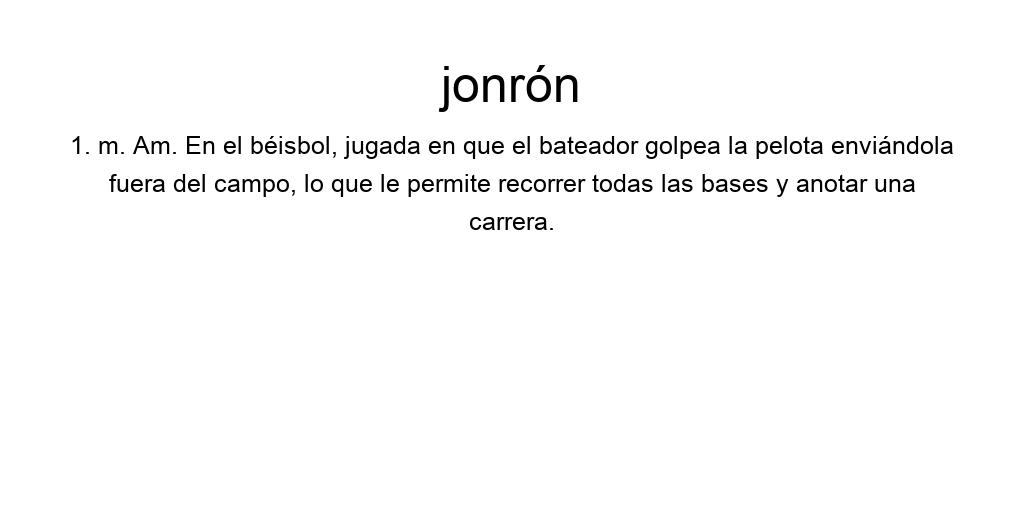 jonrón
1. m. Am. En el béisbol, jugada en que el bateador golpea la pelota enviándola
fuera del campo, lo que le permite recorrer todas las bases y anotar una
carrera.